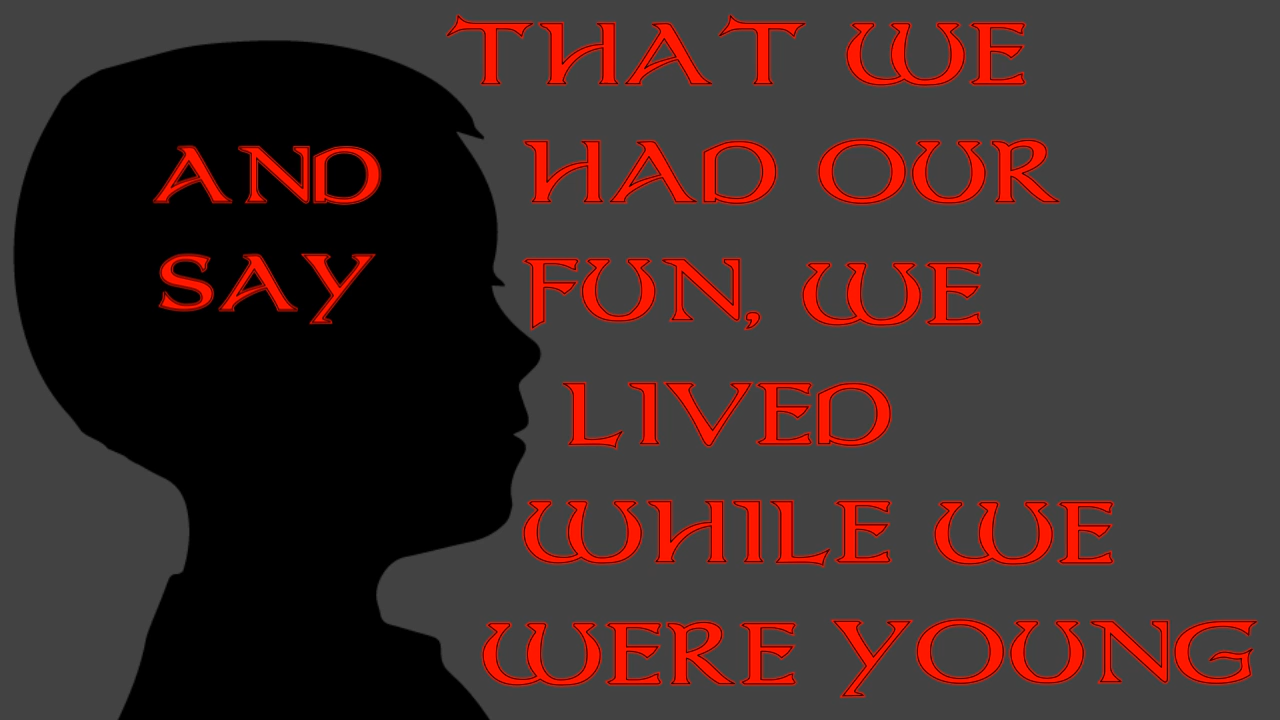 AND
SAY
THAT WE
HAD OUR
FUN, WE
LIVED
WHILE WE
WERE YOUNG